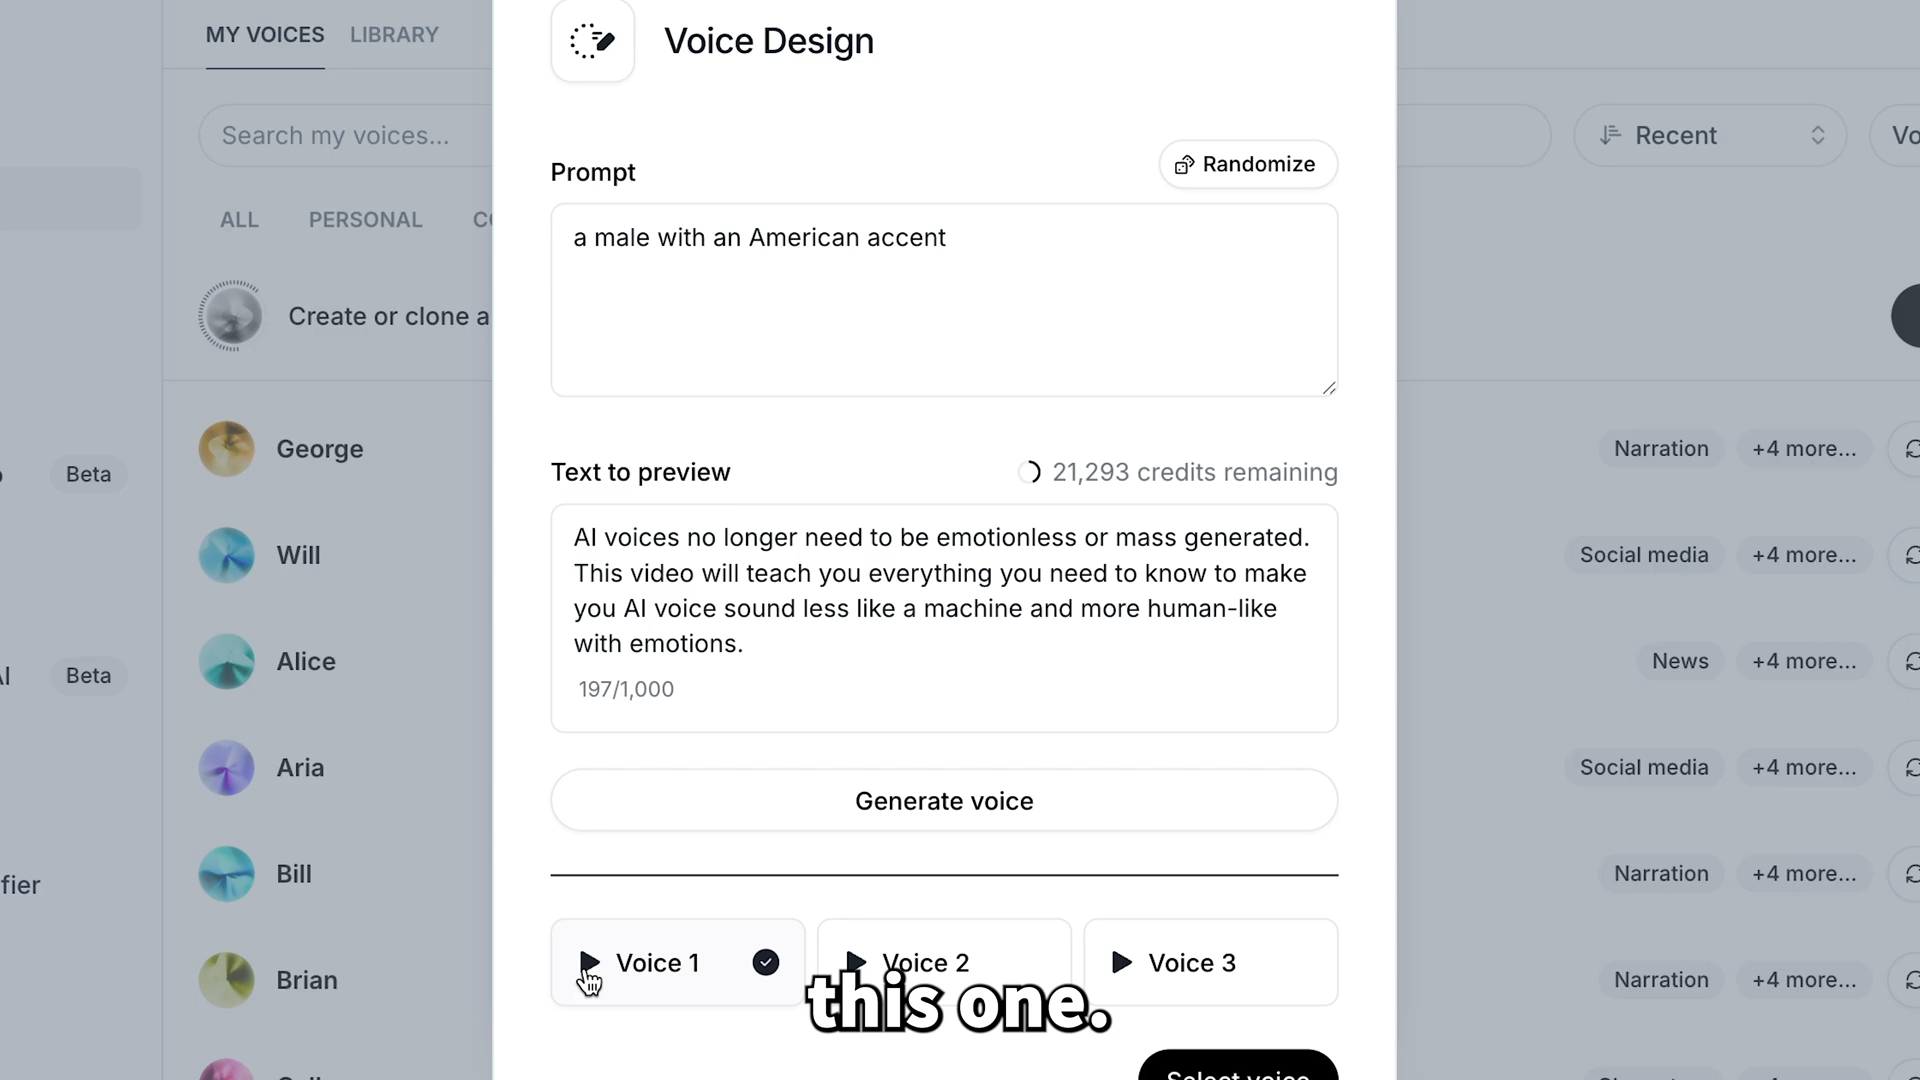 MY VOICES LIBRARY
Voice Design
Search my voices...
Recent
Vo
Prompt
Randomize
ALL PERSONAL
a male with an American accent
Create or clone a
George
Narration +4 more...
Text to preview
21,293 credits remaining
Beta
AI voices no longer need to be emotionless or mass generated.
This video will teach you everything you need to know to make
you AI voice sound less like a machine and more human-like
with emotions.
197/1,000
Will
Social media +4 more...
Alice
News +4 more...
Beta
Aria
Social media +4 more...
Generate voice
Bill
Narration +4 more...
fier
Voice 1
Voice 2
Voice 3
Brian
Narration +4 more...
this one.
Select voice